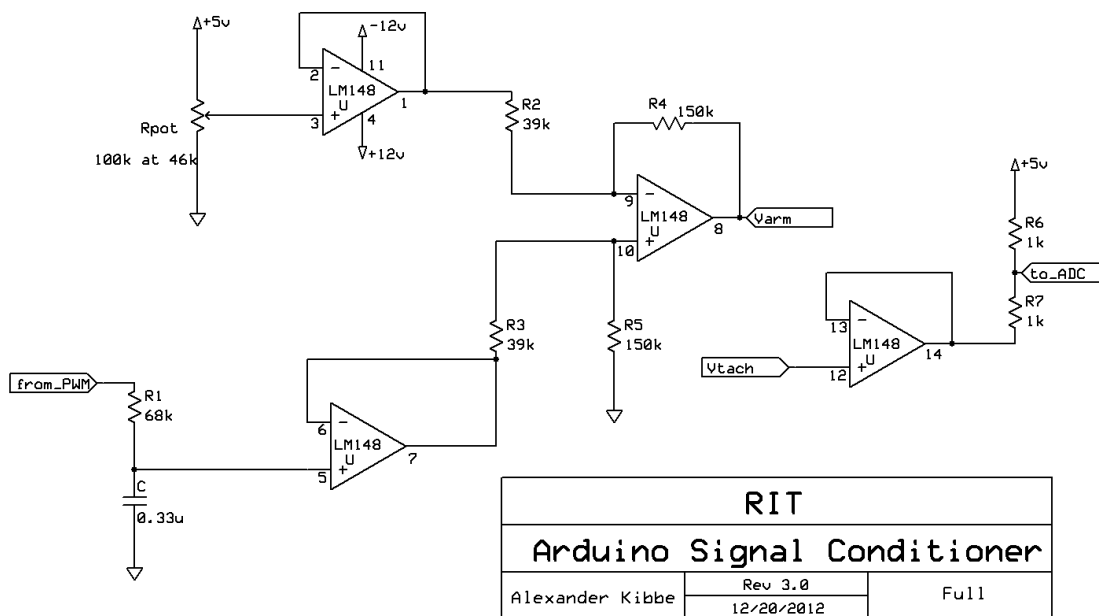 +5v
-12v
2
-
11
LM148
U
1
+
3
4
+12v
Rpot
100k at 46k
R2
39k
R4
150k
9
-
LM148
U
8
+
10
Varm
+5v
R6
1k
to_ADC
R7
1k
R3
39k
R5
150k
13
-
LM148
U
14
12
+
Vtach
from_PWM
R1
68k
6
-
LM148
U
7
5
+
C
0.33u
RIT
Arduino Signal Conditioner
Alexander Kibbe
Rev 3.0
12/20/2012
Full